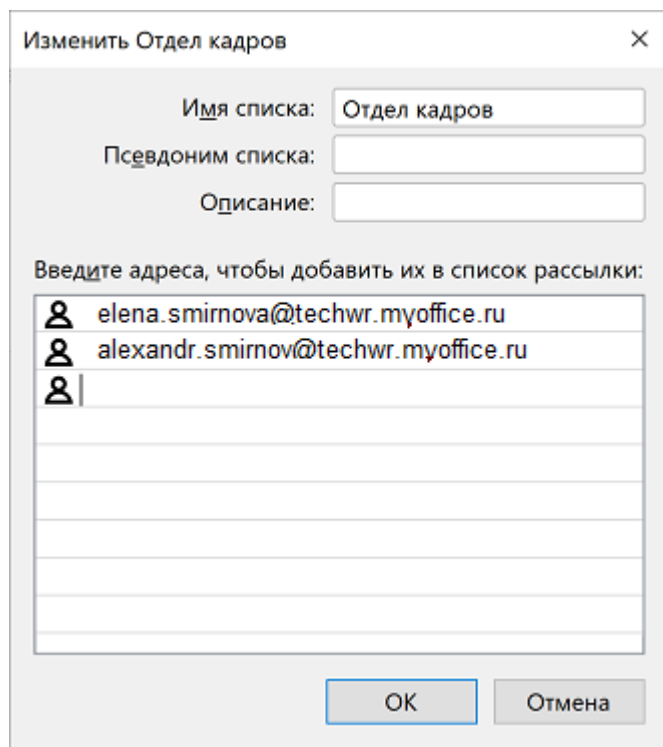 Изменить Отдел кадров
Имя списка: Отдел кадров
Псевдоним списка:
Описание:
Введите адреса, чтобы добавить их в список рассылки:
elena.smirnova@techwr.myoffice.ru
alexandr.smirnov@techwr.myoffice.ru
ОК Отмена